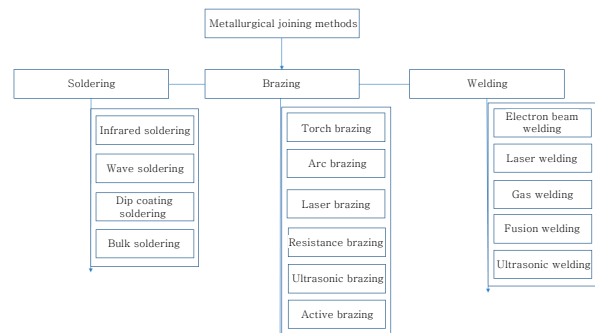 Metallurgical joining methods
Soldering
Brazing
Welding
Infrared soldering
Wave soldering
Dip coating
soldering
Bulk soldering
Torch brazing
Arc brazing
Laser brazing
Resistance brazing
Ultrasonic brazing
Active brazing
Electron beam
welding
Laser welding
Gas welding
Fusion welding
Ultrasonic welding